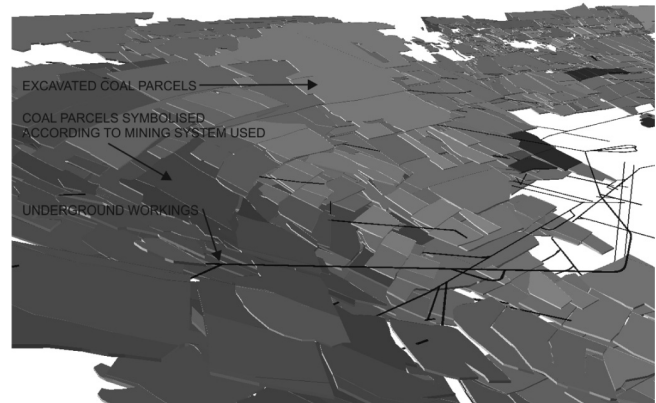 EXCAVATED COAL PARCELS
COAL PARCELS SYMBOLISED
ACCORDING TO MINING SYSTEM USED
UNDERGROUND WORKINGS